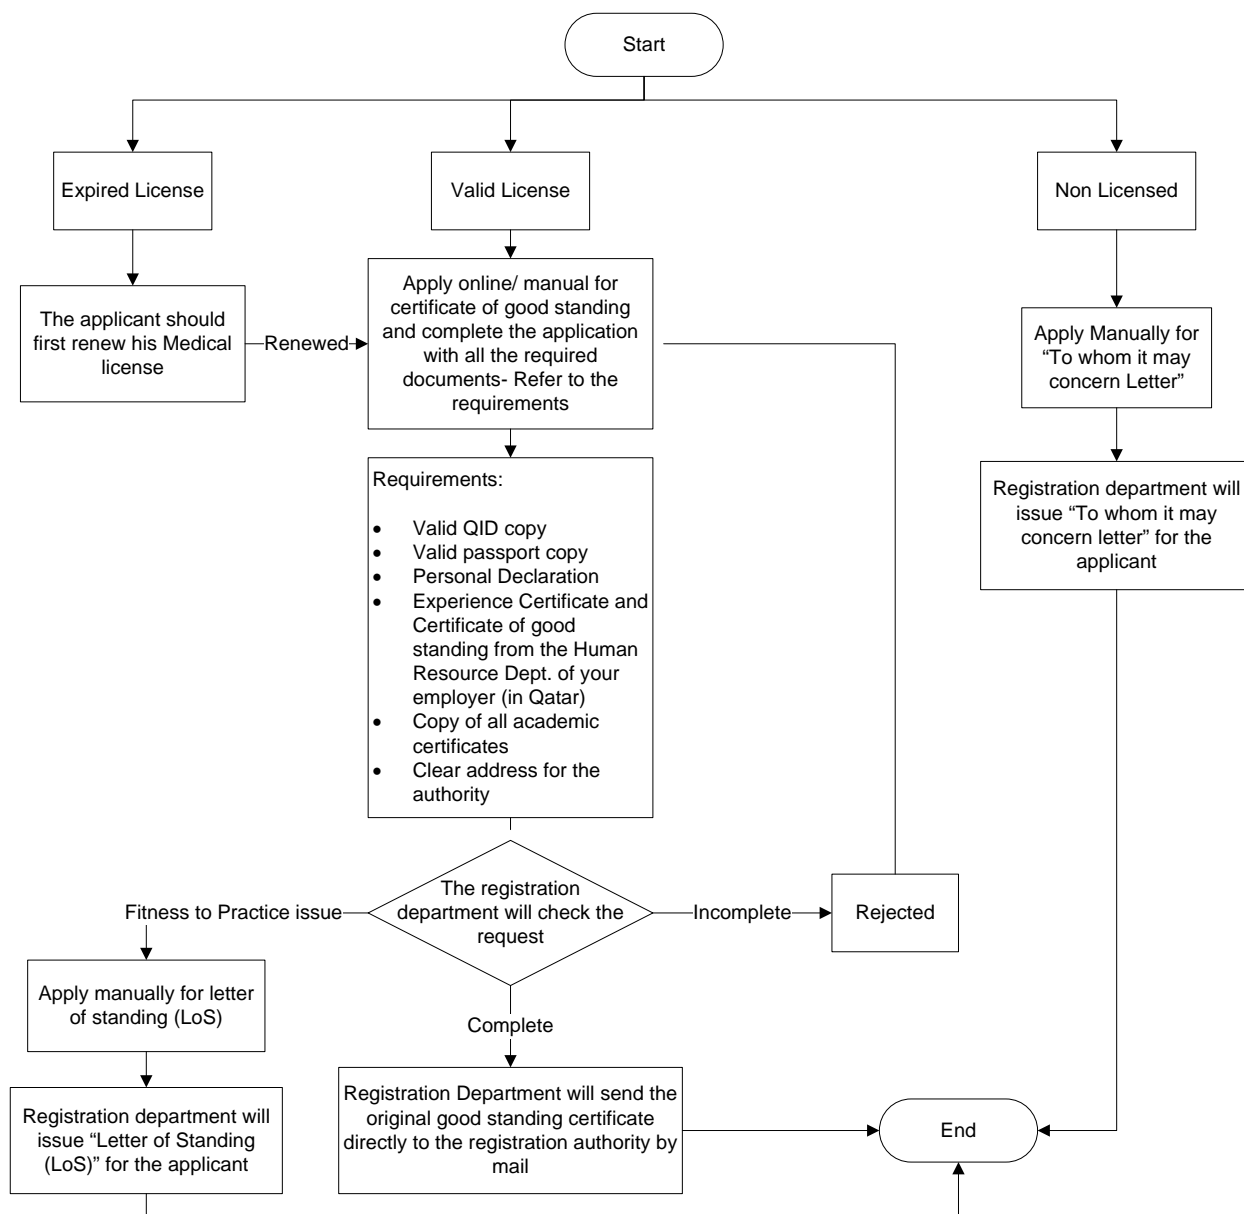 Start
Expired License
Valid License
Non Licensed
The applicant should
first renew his Medical
license
Renewed
Apply online/ manual for
certificate of good standing
and complete the application
with all the required
documents- Refer to the
requirements
Apply Manually for
“To whom it may
concern Letter”
Registration department will
issue “To whom it may
concern letter” for the
applicant
Requirements:
• Valid QID copy
• Valid passport copy
• Personal Declaration
• Experience Certificate and
Certificate of good
standing from the Human
Resource Dept. of your
employer (in Qatar)
• Copy of all academic
certificates
• Clear address for the
authority
The registration
department will check the
request
Fitness to Practice issue
Incomplete
Rejected
Apply manually for letter
of standing (LoS)
Complete
Registration department will
issue “Letter of Standing
(LoS)” for the applicant
Registration Department will send the
original good standing certificate
directly to the registration authority by
mail
End